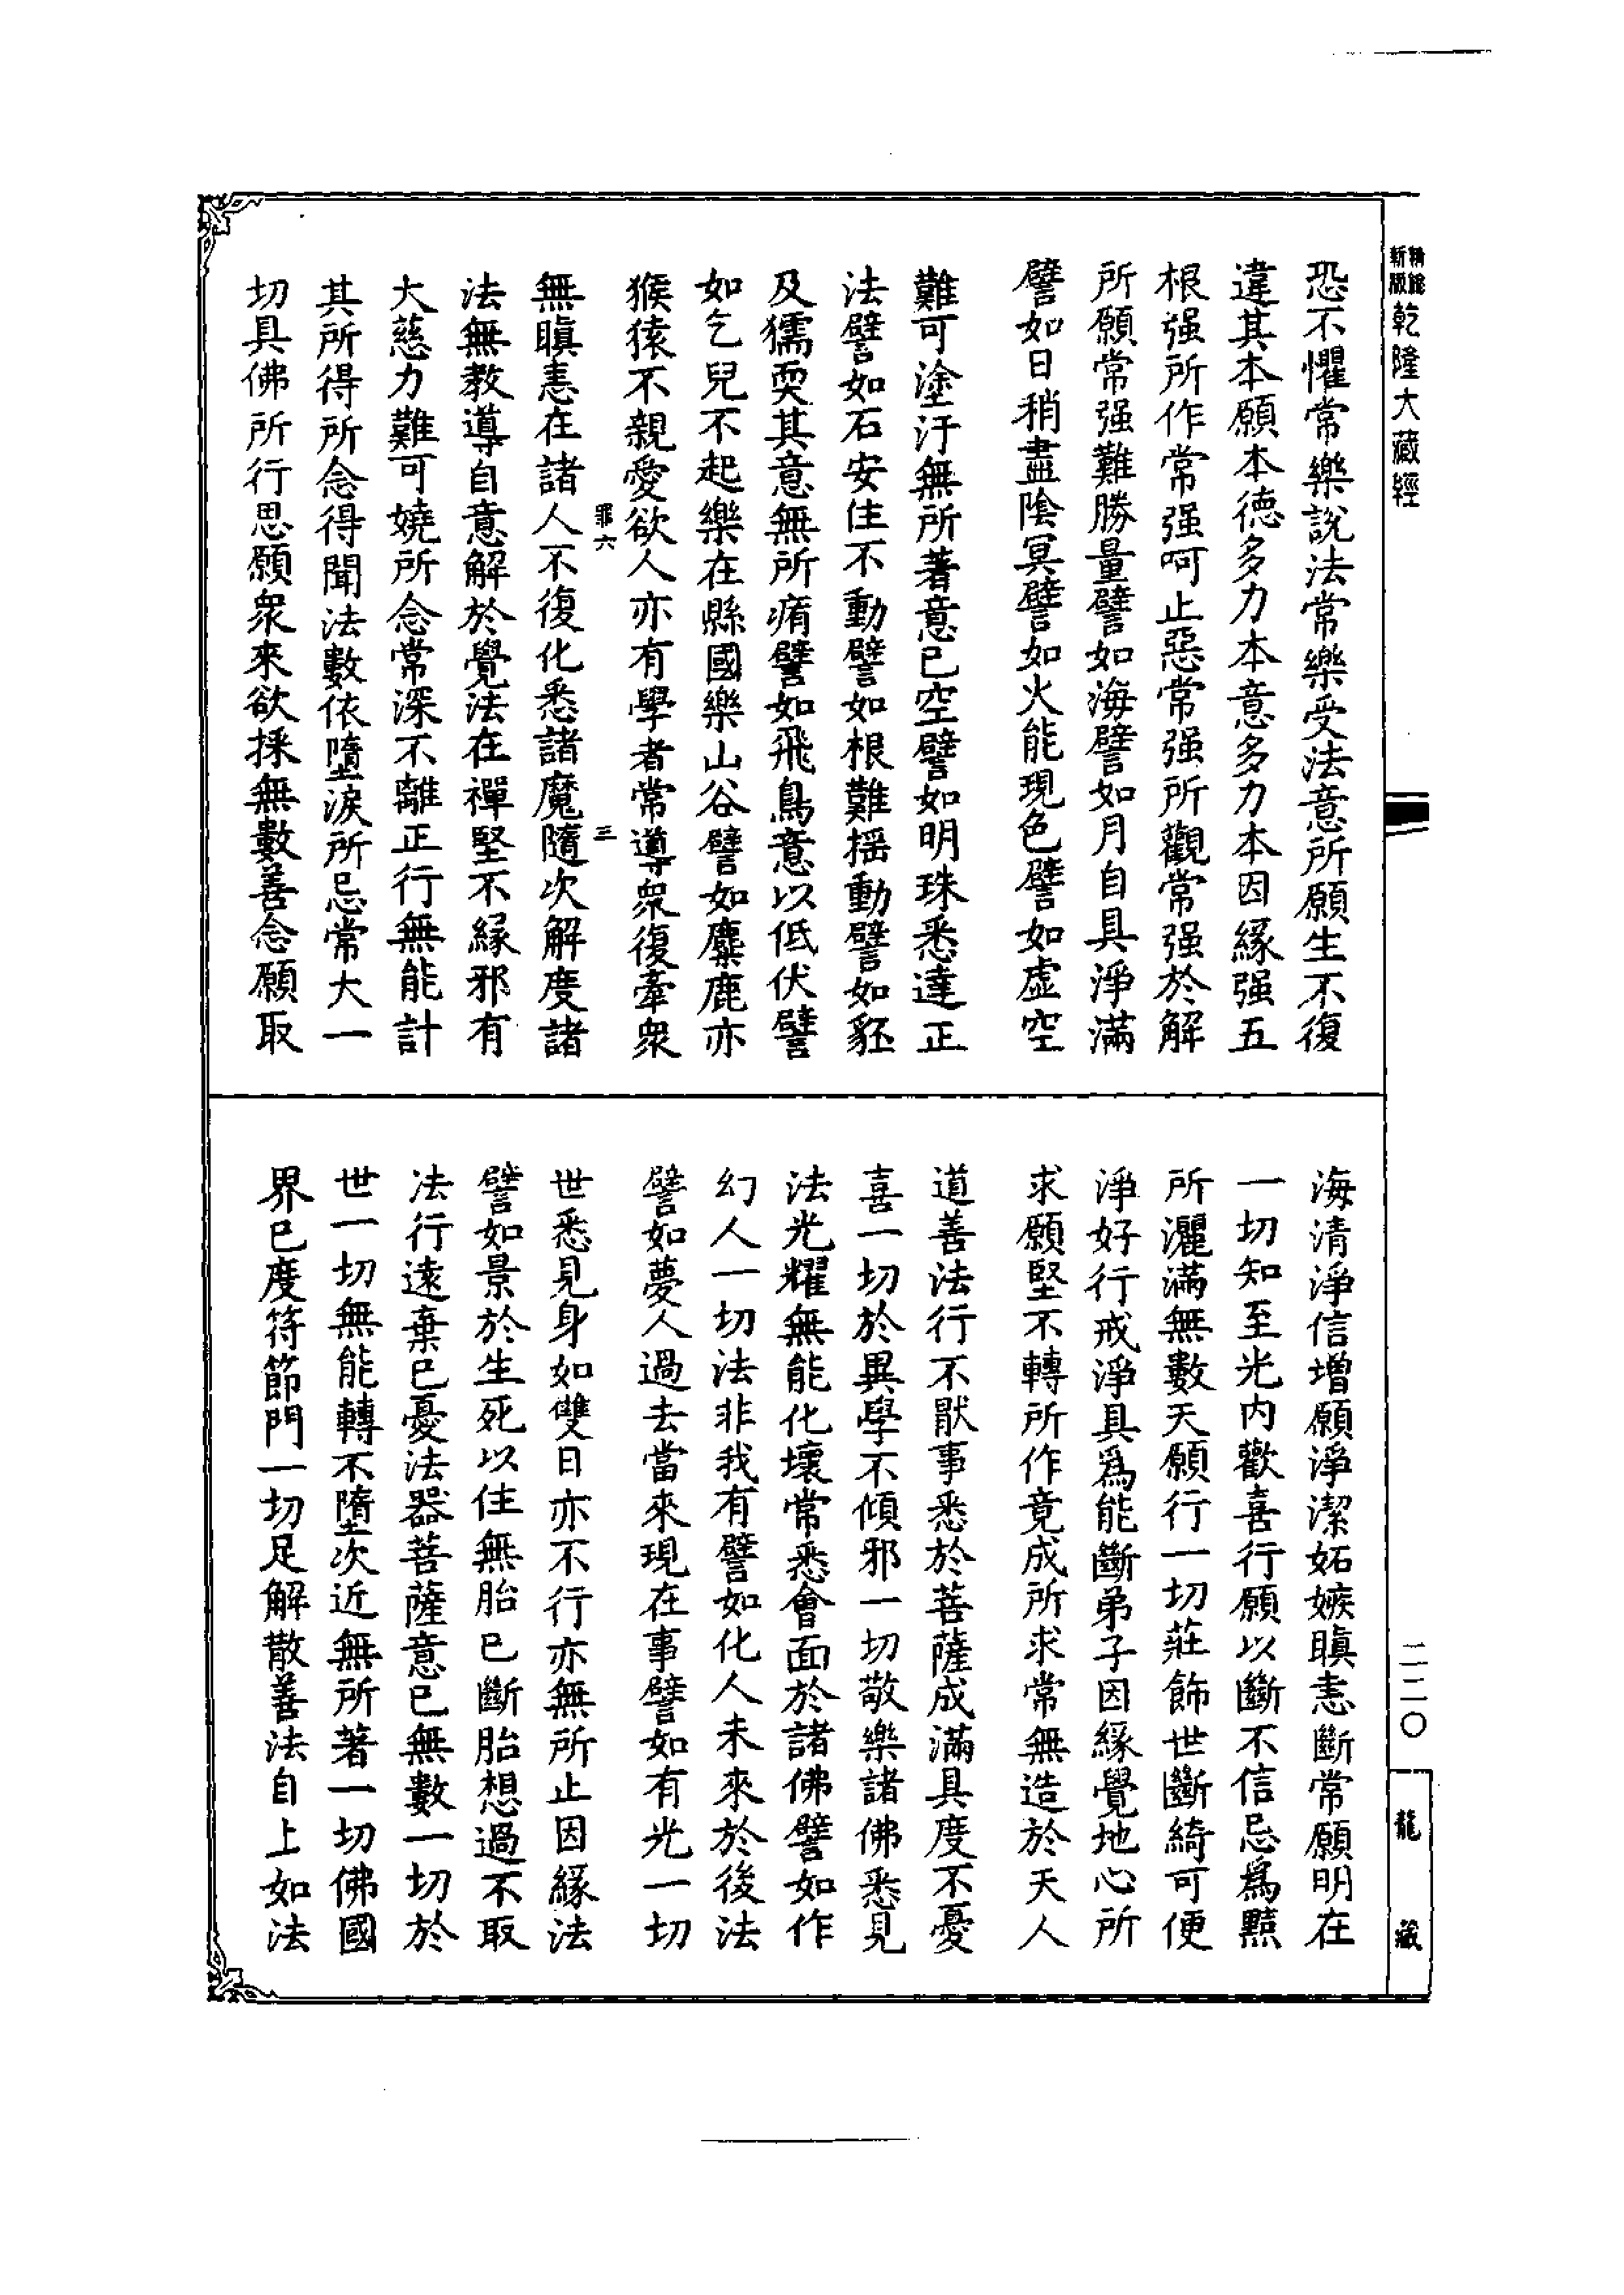 精縮
新版
乾隆大藏經
恐不懼常樂說法常樂受法意所願生不復
違其本願本德多力本意多力本因緣强五
根强所作常强呵止惡常强所觀常强於解
所願常强難勝量譬如海譬如月自具淨滿
譬如日稍盡陰冥譬如火能現色譬如虛空
難可塗汙無所著意已空譬如明珠悉達正
法譬如石安住不動譬如根難揺動譬如豾
及獳耎其意無所痏譬如飛鳥意以低伏譬
如乞兒不起樂在縣國樂山谷譬如麋鹿亦
猴猿不親愛欲人亦有學者常導衆復牽衆
罪六
三
無瞋恚在諸人不復化悉諸魔隨次解度諸
法無教導自意解於覺法在禪堅不緣邪有
大慈力難可嬈所念常深不離正行無能計
其所得所念得聞法數依墮淚所忌常大一
切具佛所行思願衆來欲採無數善念願取
海清淨信增願淨潔妬嫉瞋恚斷常願明在
一切知至光内歡喜行願以斷不信忌爲黠
所灑滿無數天願行一切莊飾世斷綺可便
淨好行戒淨具爲能斷弟子因緣覺地心所
求願堅不轉所作竟成所求常無造於天人
道善法行不猒事悉於菩薩成滿具度不憂
喜一切於異學不傾邪一切敬樂諸佛悉見
法光耀無能化壞常悉會面於諸佛譬如作
幻人一切法非我有譬如化人未來於後法
譬如夢人過去當來現在事譬如有光一切
世悉見身如雙日亦不行亦無所止因緣法
譬如景於生死以住無胎已斷胎想過不取
法行遠棄已憂法器菩薩意已無數一切於
世一切無能轉不墮次近無所著一切佛國
界已度符節門一切足解散善法自上如法
二二〇
龍藏